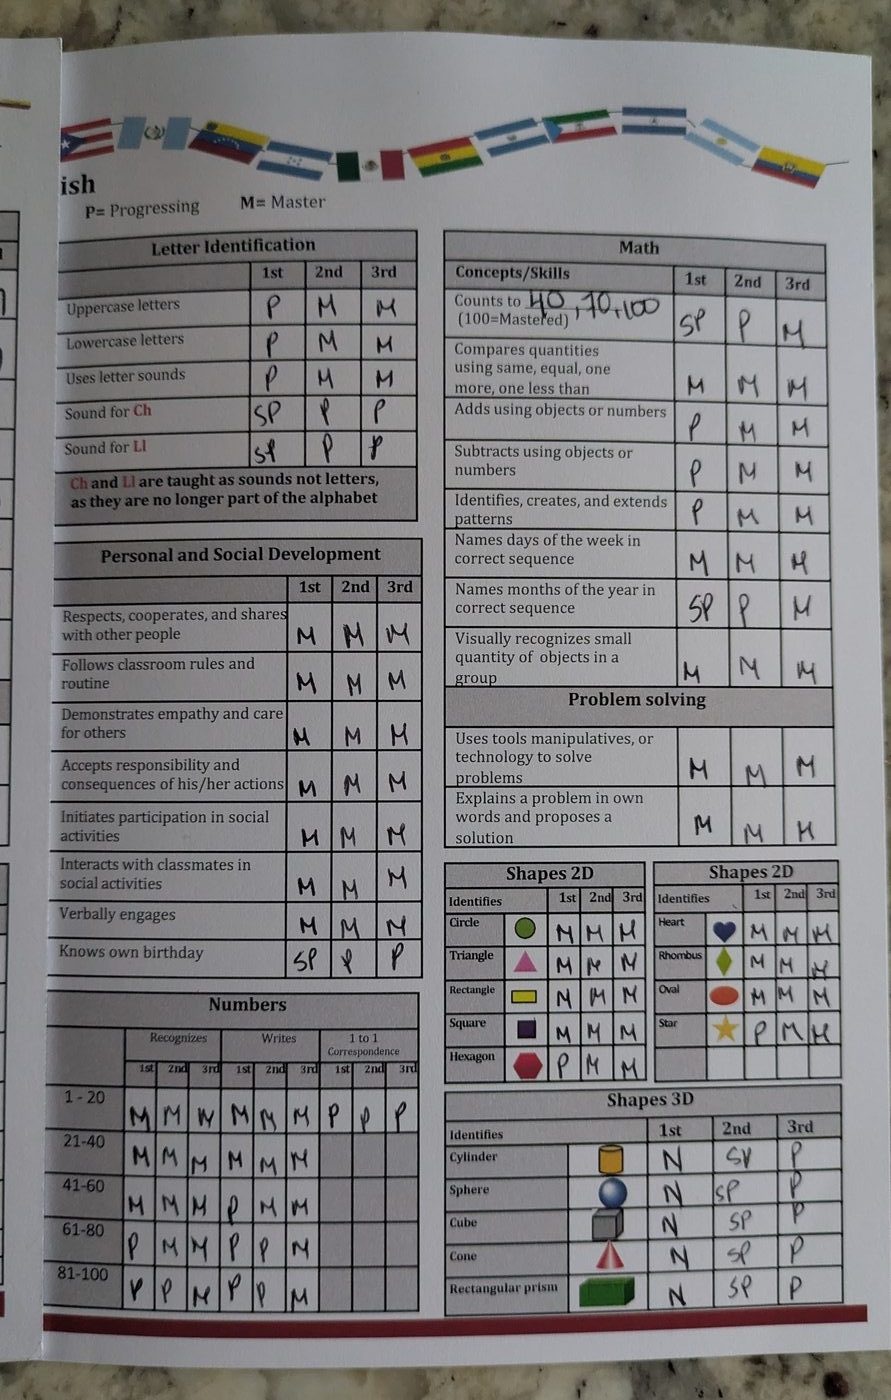 ish
P= Progressing M= Master
Letter Identification
1st 2nd 3rd
Uppercase letters P M M
Lowercase letters P M M
Uses letter sounds P M M
Sound for Ch SP P P
Sound for Ll SP P P
Ch and Ll are taught as sounds not letters,
as they are no longer part of the alphabet
Personal and Social Development
1st 2nd 3rd
Respects, cooperates, and shares
with other people M M M
Follows classroom rules and
routine M M M
Demonstrates empathy and care
for others M M M
Accepts responsibility and
consequences of his/her actions M M M
Initiates participation in social
activities M M M
Interacts with classmates in
social activities M M M
Verbally engages M M M
Knows own birthday SP P P
Numbers
Recognizes Writes 1 to 1
Correspondence
1st 2nd 3rd 1st 2nd 3rd 1st 2nd 3rd
1 - 20 M M M M M M P P P
21-40 M M M M M M
41-60 M M M P M M
61-80 P M M P P M
81-100 P P M P P M
Math
Concepts/Skills 1st 2nd 3rd
Counts to 40, 70, 100
(100=Mastered) SP P M
Compares quantities
using same, equal, one
more, one less than M M M
Adds using objects or numbers P M M
Subtracts using objects or
numbers P M M
Identifies, creates, and extends
patterns P M M
Names days of the week in
correct sequence M M M
Names months of the year in
correct sequence SP P M
Visually recognizes small
quantity of objects in a
group M M M
Problem solving
Uses tools manipulatives, or
technology to solve
problems M M M
Explains a problem in own
words and proposes a
solution M M M
Shapes 2D
Identifies 1st 2nd 3rd
Circle M M M
Triangle M M M
Rectangle M M M
Square M M M
Hexagon P M M
Shapes 2D
Identifies 1st 2nd 3rd
Heart M M M
Rhombus M M M
Oval M M M
Star P M M
Shapes 3D
Identifies 1st 2nd 3rd
Cylinder N SP P
Sphere N SP P
Cube N SP P
Cone N SP P
Rectangular prism N SP P